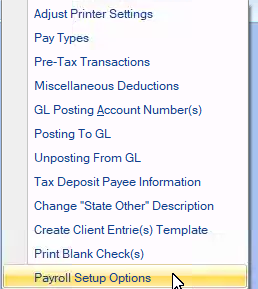 Adjust Printer Settings
Pay Types
Pre-Tax Transactions
Miscellaneous Deductions
GL Posting Account Number(s)
Posting To GL
Unposting From GL
Tax Deposit Payee Information
Change "State Other" Description
Create Client Entrie(s) Template
Print Blank Check(s)
Payroll Setup Options